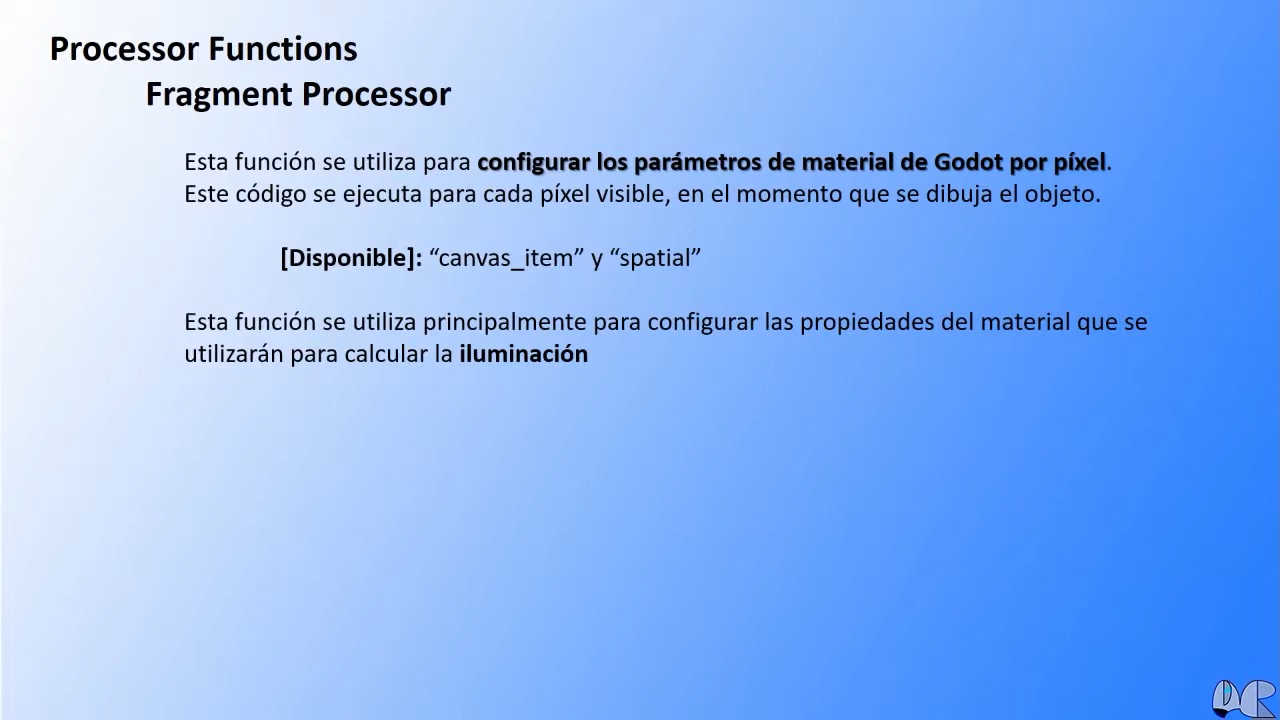 Processor Functions
Fragment Processor
Esta función se utiliza para configurar los parámetros de material de Godot por píxel.
Este código se ejecuta para cada píxel visible, en el momento que se dibuja el objeto.
[Disponible]: “canvas_item” y “spatial”
Esta función se utiliza principalmente para configurar las propiedades del material que se
utilizarán para calcular la iluminación